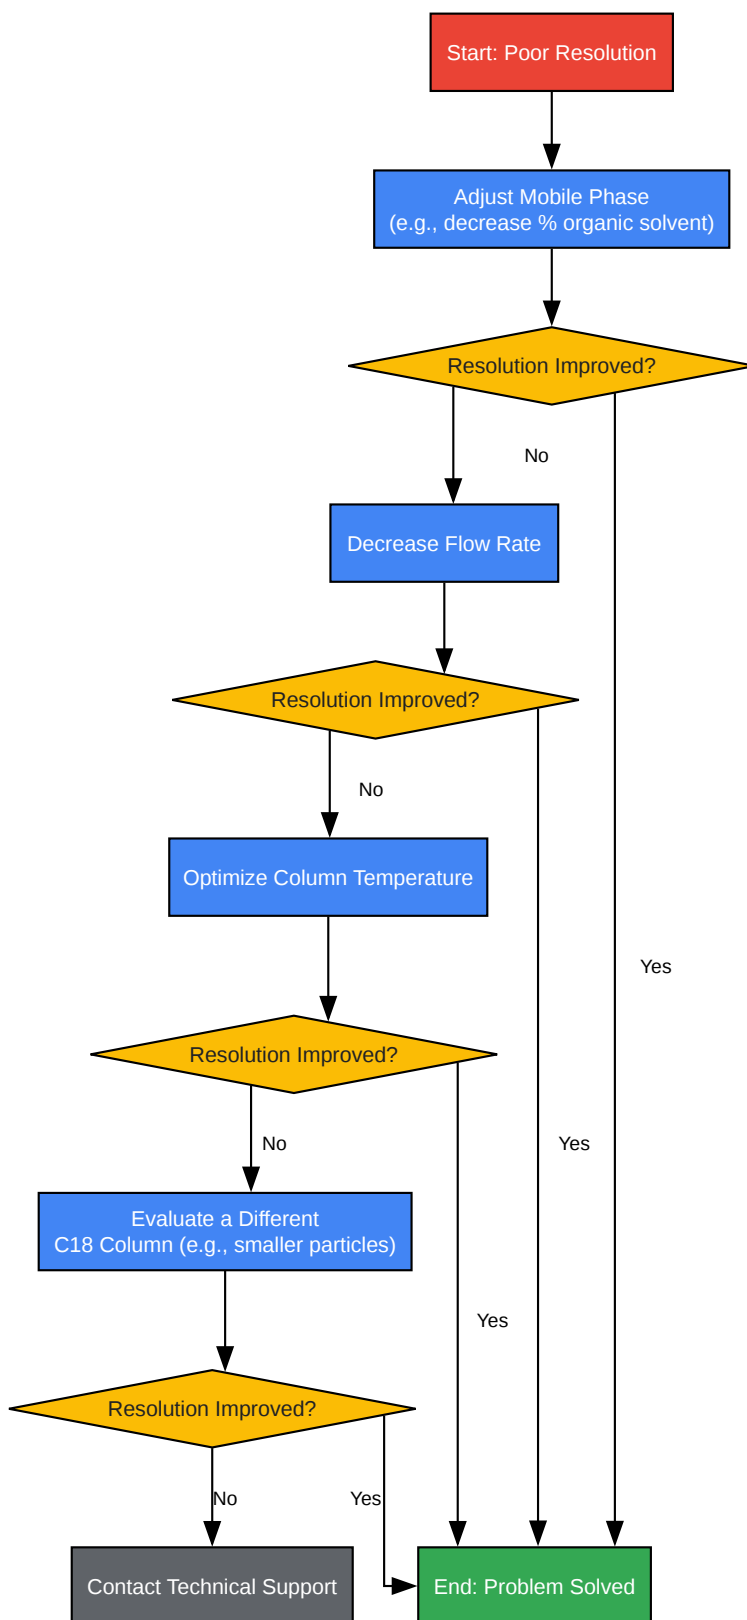 Start: Poor Resolution
Adjust Mobile Phase
(e.g., decrease % organic solvent)
Resolution Improved?
No
Decrease Flow Rate
Resolution Improved?
No
Optimize Column Temperature
Yes
Resolution Improved?
No
Yes
Evaluate a Different
C18 Column (e.g., smaller particles)
Yes
Resolution Improved?
No
Yes
Contact Technical Support
End: Problem Solved